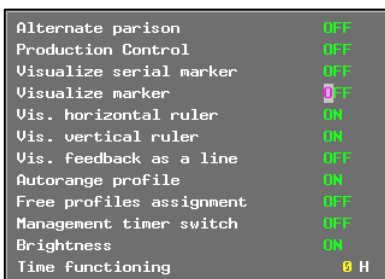 Alternate parison OFF
Production Control OFF
Visualize serial marker OFF
Visualize marker OFF
Vis. horizontal ruler ON
Vis. vertical ruler ON
Vis. feedback as a line OFF
Autorange profile ON
Free profiles assignment OFF
Management timer switch OFF
Brightness ON
Time functioning 0 H